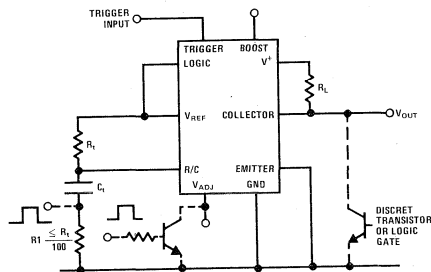 TRIGGER
INPUT
TRIGGER BOOST
LOGIC V+
RL
VREF COLLECTOR VOUT
Rt
R/C EMITTER
VADJ GND
Ct
R1 ≤ Rt
100
DISCRET
TRANSISTOR
OR LOGIC
GATE